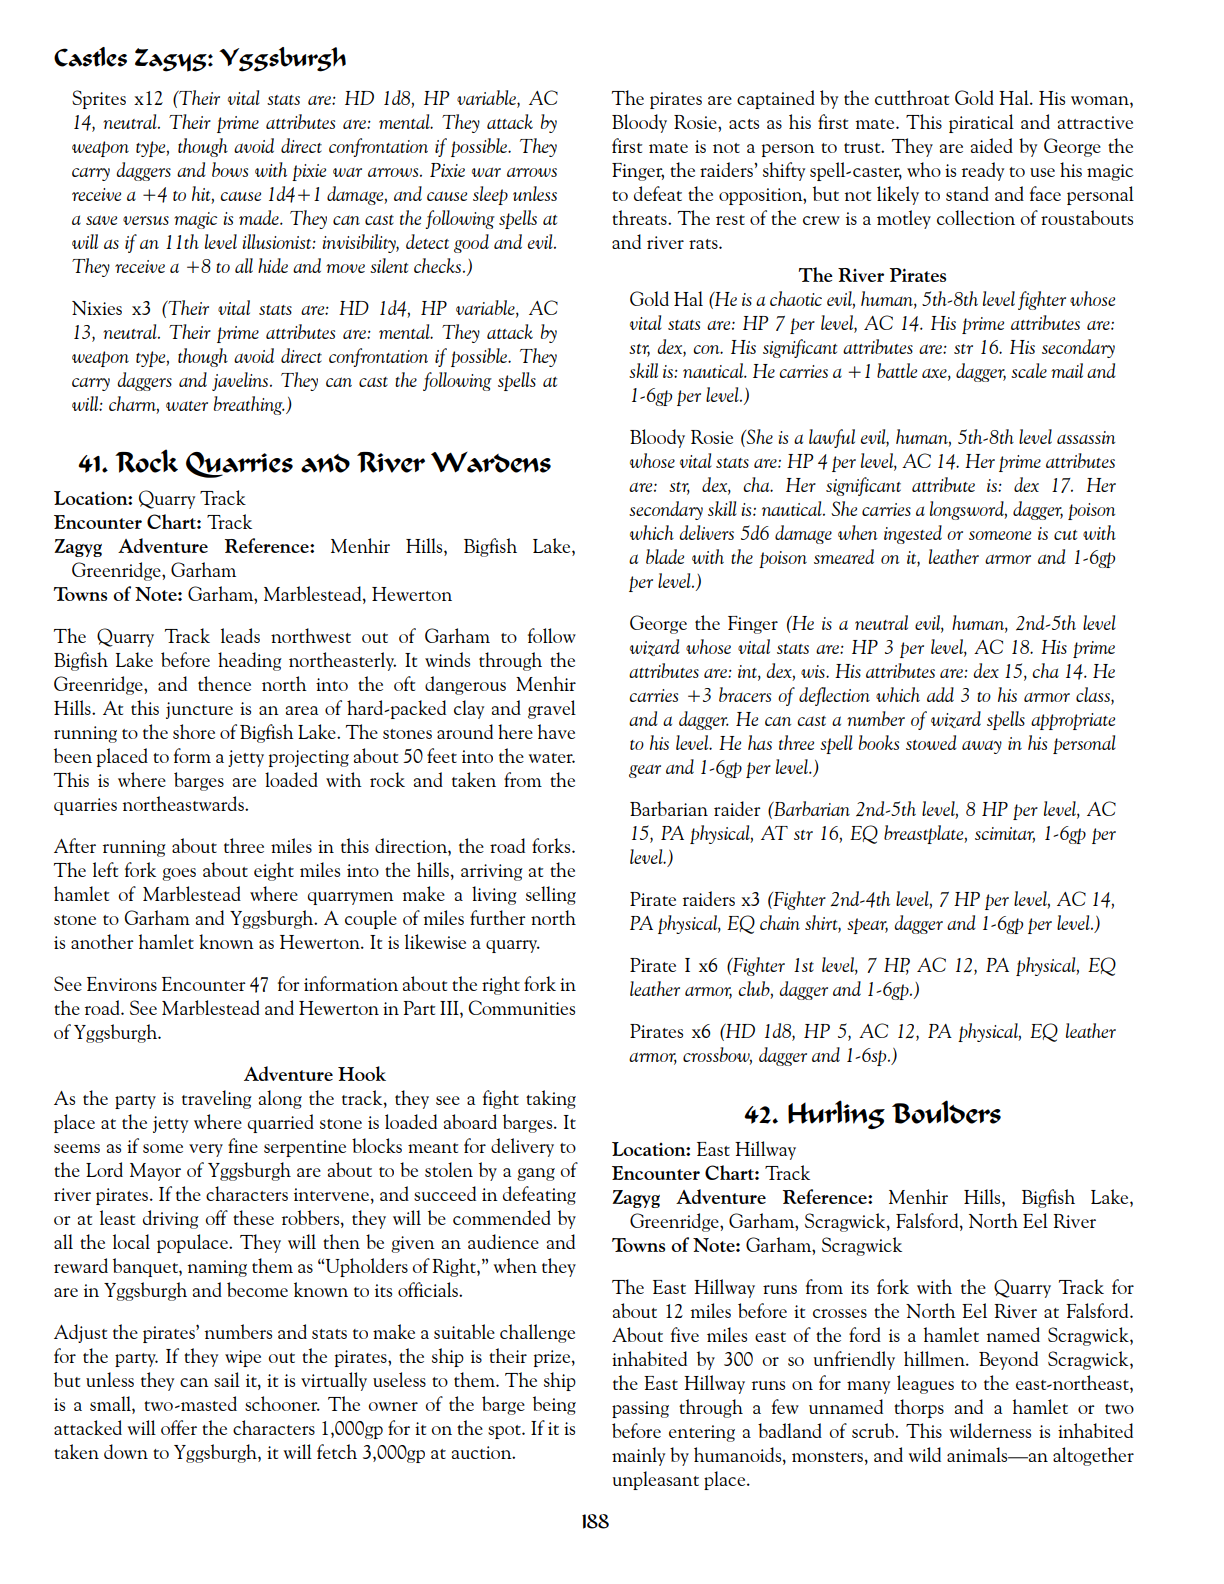 Castles Zagyg: Yggsburgh
Sprites x12 (Their vital stats are: HD 1d8, HP variable, AC
14, neutral. Their prime attributes are: mental. They attack by
weapon type, though avoid direct confrontation if possible. They
carry daggers and bows with pixie war arrows. Pixie war arrows
receive a +4 to hit, cause 1d4+1 damage, and cause sleep unless
a save versus magic is made. They can cast the following spells at
will as if an 11th level illusionist: invisibility, detect good and evil.
They receive a +8 to all hide and move silent checks.)
Nixies x3 (Their vital stats are: HD 1d4, HP variable, AC
13, neutral. Their prime attributes are: mental. They attack by
weapon type, though avoid direct confrontation if possible. They
carry daggers and javelins. They can cast the following spells at
will: charm, water breathing.)
41. Rock Quarries and River Wardens
Location: Quarry Track
Encounter Chart: Track
Zagyg Adventure Reference: Menhir Hills, Bigfish Lake,
Greenridge, Garham
Towns of Note: Garham, Marblestead, Hewerton
The Quarry Track leads northwest out of Garham to follow
Bigfish Lake before heading northeasterly. It winds through the
Greenridge, and thence north into the oft dangerous Menhir
Hills. At this juncture is an area of hard-packed clay and gravel
running to the shore of Bigfish Lake. The stones around here have
been placed to form a jetty projecting about 50 feet into the water.
This is where barges are loaded with rock and taken from the
quarries northeastwards.
After running about three miles in this direction, the road forks.
The left fork goes about eight miles into the hills, arriving at the
hamlet of Marblestead where quarrymen make a living selling
stone to Garham and Yggsburgh. A couple of miles further north
is another hamlet known as Hewerton. It is likewise a quarry.
See Environs Encounter 47 for information about the right fork in
the road. See Marblestead and Hewerton in Part III, Communities
of Yggsburgh.
Adventure Hook
As the party is traveling along the track, they see a fight taking
place at the jetty where quarried stone is loaded aboard barges. It
seems as if some very fine serpentine blocks meant for delivery to
the Lord Mayor of Yggsburgh are about to be stolen by a gang of
river pirates. If the characters intervene, and succeed in defeating
or at least driving off these robbers, they will be commended by
all the local populace. They will then be given an audience and
reward banquet, naming them as “Upholders of Right,” when they
are in Yggsburgh and become known to its officials.
Adjust the pirates’ numbers and stats to make a suitable challenge
for the party. If they wipe out the pirates, the ship is their prize,
but unless they can sail it, it is virtually useless to them. The ship
is a small, two-masted schooner. The owner of the barge being
attacked will offer the characters 1,000gp for it on the spot. If it is
taken down to Yggsburgh, it will fetch 3,000gp at auction.
The pirates are captained by the cutthroat Gold Hal. His woman,
Bloody Rosie, acts as his first mate. This piratical and attractive
first mate is not a person to trust. They are aided by George the
Finger, the raiders’ shifty spell-caster, who is ready to use his magic
to defeat the opposition, but not likely to stand and face personal
threats. The rest of the crew is a motley collection of roustabouts
and river rats.
The River Pirates
Gold Hal (He is a chaotic evil, human, 5th-8th level fighter whose
vital stats are: HP 7 per level, AC 14. His prime attributes are:
str, dex, con. His significant attributes are: str 16. His secondary
skill is: nautical. He carries a +1 battle axe, dagger, scale mail and
1-6gp per level.)
Bloody Rosie (She is a lawful evil, human, 5th-8th level assassin
whose vital stats are: HP 4 per level, AC 14. Her prime attributes
are: str, dex, cha. Her significant attribute is: dex 17. Her
secondary skill is: nautical. She carries a longsword, dagger, poison
which delivers 5d6 damage when ingested or someone is cut with
a blade with the poison smeared on it, leather armor and 1-6gp
per level.)
George the Finger (He is a neutral evil, human, 2nd-5th level
wizard whose vital stats are: HP 3 per level, AC 18. His prime
attributes are: int, dex, wis. His attributes are: dex 15, cha 14. He
carries +3 bracers of deflection which add 3 to his armor class,
and a dagger. He can cast a number of wizard spells appropriate
to his level. He has three spell books stowed away in his personal
gear and 1-6gp per level.)
Barbarian raider (Barbarian 2nd-5th level, 8 HP per level, AC
15, PA physical, AT str 16, EQ breastplate, scimitar, 1-6gp per
level.)
Pirate raiders x3 (Fighter 2nd-4th level, 7 HP per level, AC 14,
PA physical, EQ chain shirt, spear, dagger and 1-6gp per level.)
Pirate I x6 (Fighter 1st level, 7 HP, AC 12, PA physical, EQ
leather armor, club, dagger and 1-6gp.)
Pirates x6 (HD 1d8, HP 5, AC 12, PA physical, EQ leather
armor, crossbow, dagger and 1-6sp.)
42. Hurling Boulders
Location: East Hillway
Encounter Chart: Track
Zagyg Adventure Reference: Menhir Hills, Bigfish Lake,
Greenridge, Garham, Scragwick, Falsford, North Eel River
Towns of Note: Garham, Scragwick
The East Hillway runs from its fork with the Quarry Track for
about 12 miles before it crosses the North Eel River at Falsford.
About five miles east of the ford is a hamlet named Scragwick,
inhabited by 300 or so unfriendly hillmen. Beyond Scragwick,
the East Hillway runs on for many leagues to the east-northeast,
passing through a few unnamed thorps and a hamlet or two
before entering a badland of scrub. This wilderness is inhabited
mainly by humanoids, monsters, and wild animals—an altogether
unpleasant place.
188